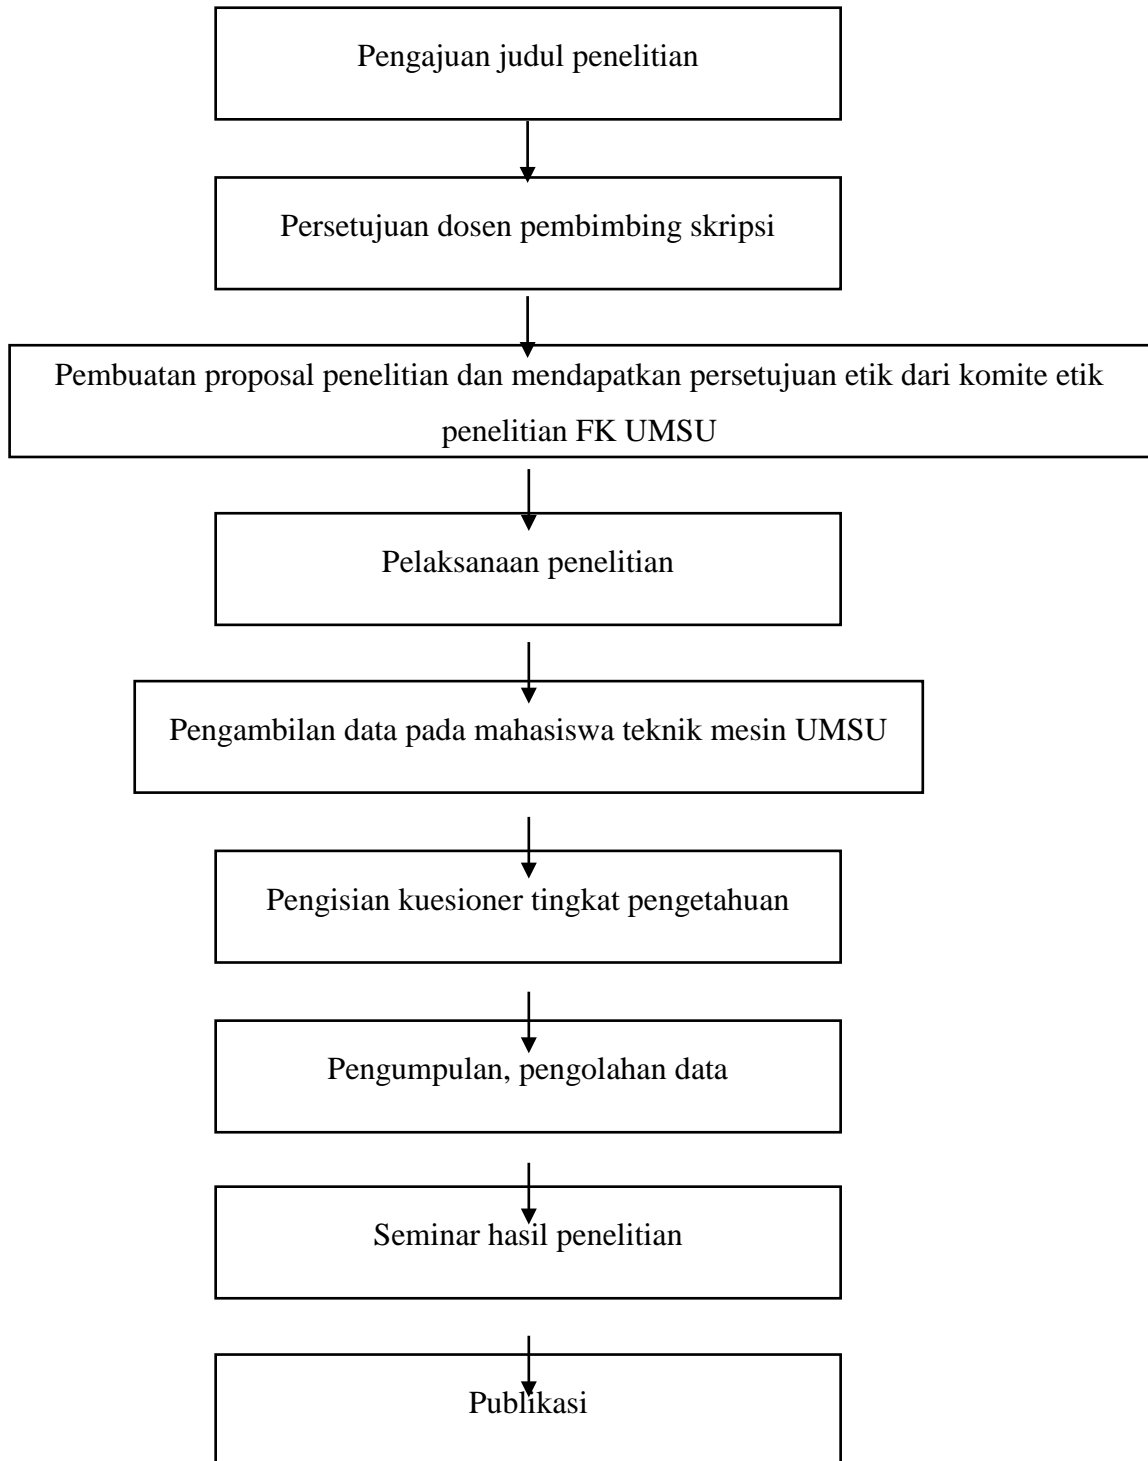 Pengajuan judul penelitian
Persetujuan dosen pembimbing skripsi
Pembuatan proposal penelitian dan mendapatkan persetujuan etik dari komite etik
penelitian FK UMSU
Pelaksanaan penelitian
Pengambilan data pada mahasiswa teknik mesin UMSU
Pengisian kuesioner tingkat pengetahuan
Pengumpulan, pengolahan data
Seminar hasil penelitian
Publikasi